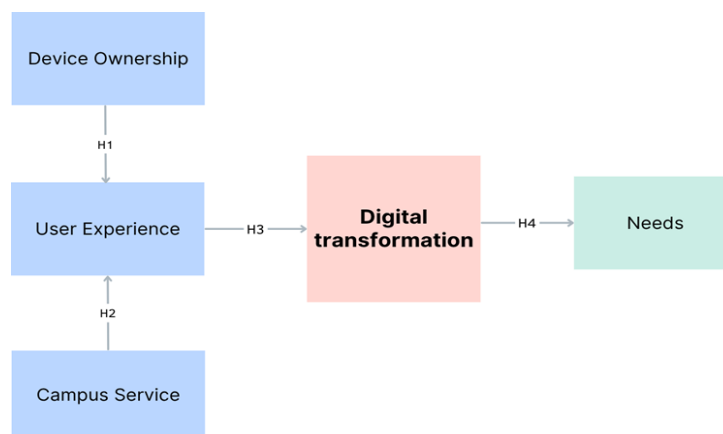 Device Ownership
H1
User Experience
H3
Digital
transformation
H4
Needs
H2
Campus Service